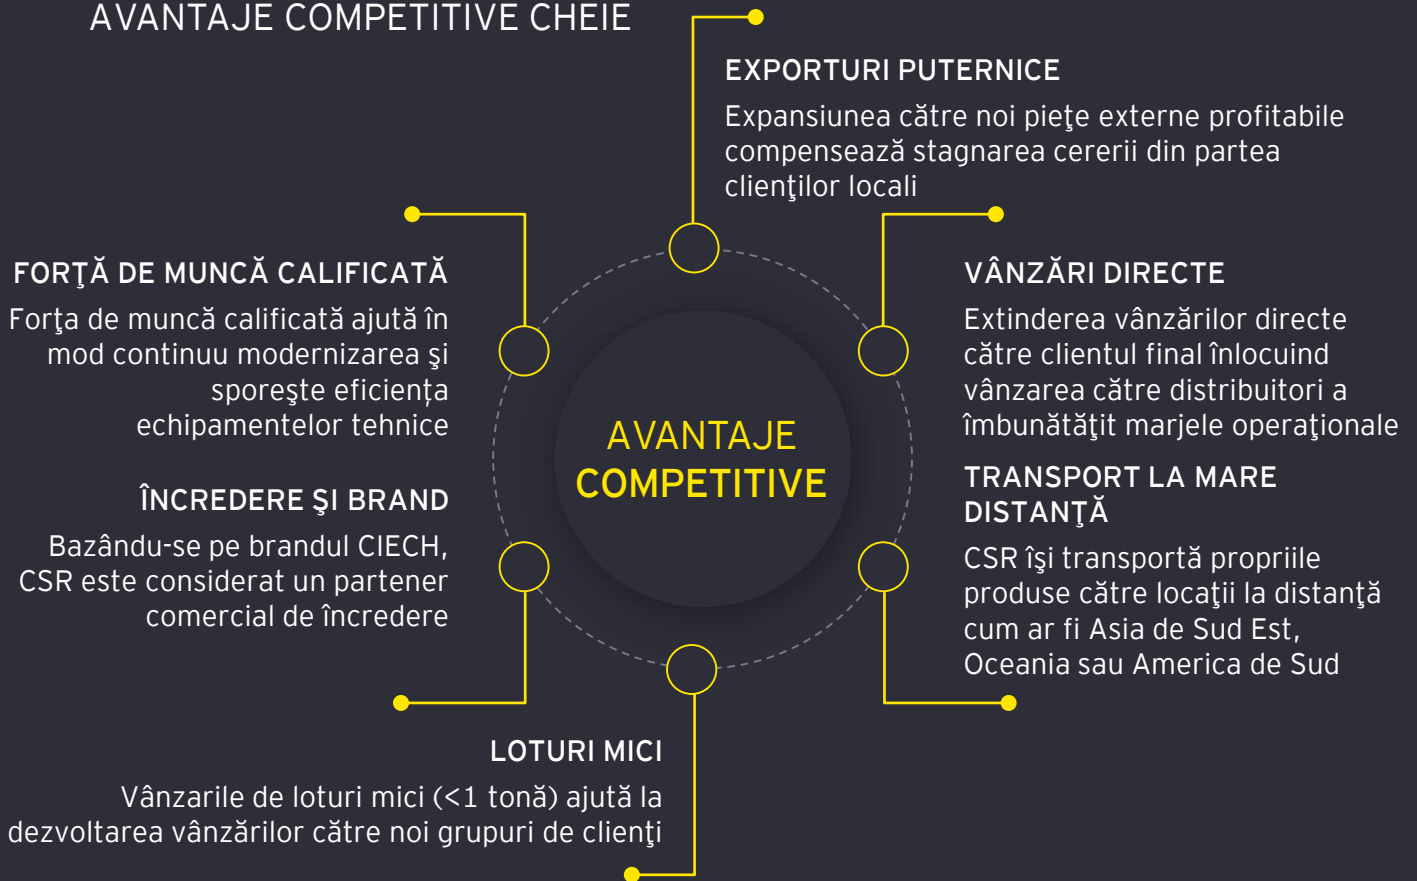 AVANTAJE COMPETITIVE CHEIE
EXPORTURI PUTERNICE
Expansiunea către noi pieţe externe profitabile
compensează stagnarea cererii din partea
clienţilor locali
FORŢĂ DE MUNCĂ CALIFICATĂ
Forţa de muncă calificată ajută în
mod continuu modernizarea şi
sporeşte eficiența
echipamentelor tehnice
VÂNZĂRI DIRECTE
Extinderea vânzărilor directe
către clientul final înlocuind
vânzarea către distribuitori a
îmbunătăţit marjele operaţionale
AVANTAJE
COMPETITIVE
ÎNCREDERE ŞI BRAND
Bazându-se pe brandul CIECH,
CSR este considerat un partener
comercial de încredere
TRANSPORT LA MARE
DISTANŢĂ
CSR îşi transportă propriile
produse către locaţii la distanţă
cum ar fi Asia de Sud Est,
Oceania sau America de Sud
LOTURI MICI
Vânzarile de loturi mici (<1 tonă) ajută la
dezvoltarea vânzărilor către noi grupuri de clienţi